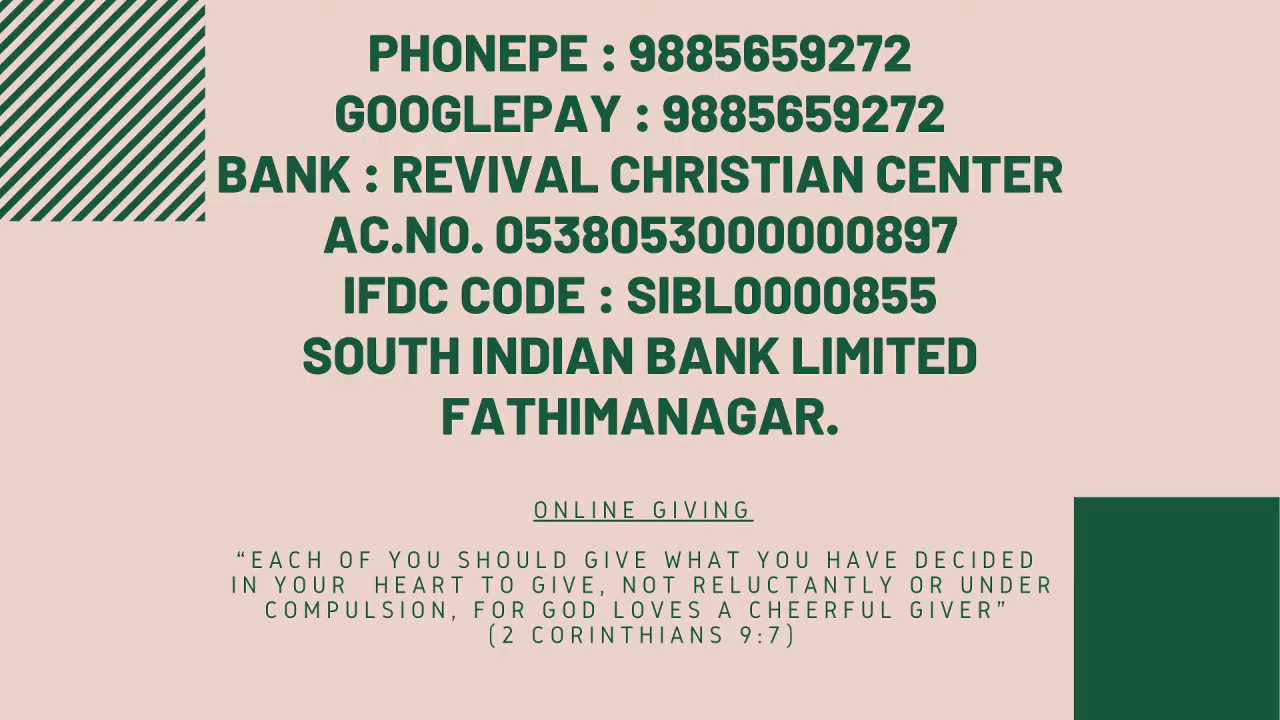 PHONEPE : 9885659272
GOOGLEPAY : 9885659272
BANK : REVIVAL CHRISTIAN CENTER
AC.NO. 0538053000000897
IFDC CODE : SIBL0000855
SOUTH INDIAN BANK LIMITED
FATHIMANAGAR.
ONLINE GIVING
“EACH OF YOU SHOULD GIVE WHAT YOU HAVE DECIDED
IN YOUR HEART TO GIVE, NOT RELUCTANTLY OR UNDER
COMPULSION, FOR GOD LOVES A CHEERFUL GIVER”
(2 CORINTHIANS 9:7)